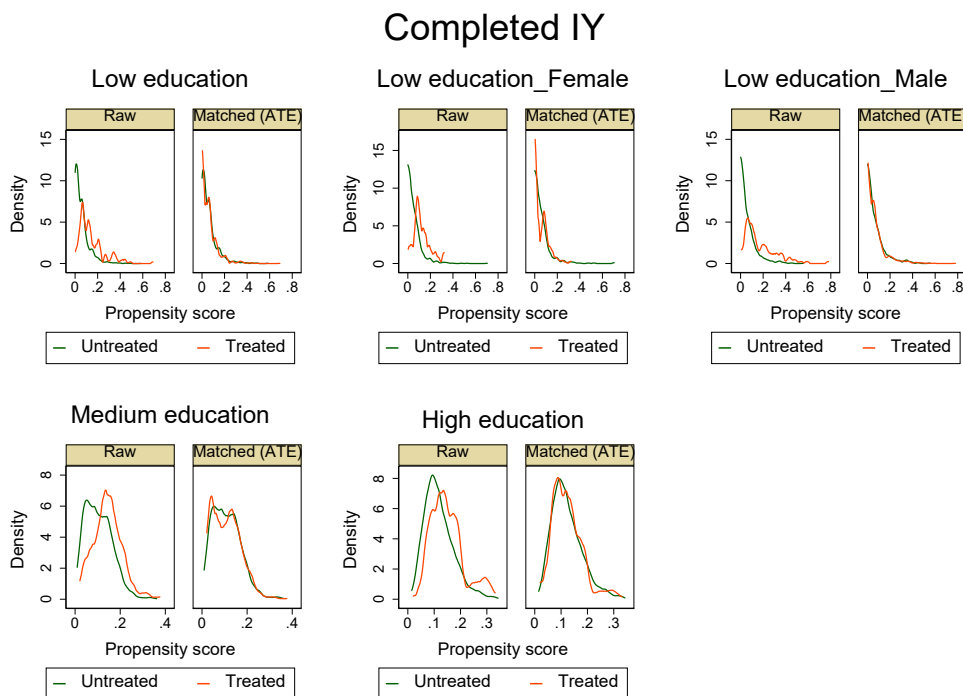 Completed IY
Low education
Raw
Matched (ATE)
Density
0 5 10 15
0 .2 .4 .6 .8
0 .2 .4 .6 .8
Propensity score
Untreated Treated
Low education_Female
Raw
Matched (ATE)
Density
0 5 10 15
0 .2 .4 .6 .8
0 .2 .4 .6 .8
Propensity score
Untreated Treated
Low education_Male
Raw
Matched (ATE
Density
0 5 10 15
0 .2 .4 .6 .8
0 .2 .4 .6 .8
Propensity score
Untreated Treated
Medium education
Raw
Matched (ATE)
Density
0 2 4 6 8
0 .2 .4
0 .2 .4
Propensity score
Untreated Treated
High education
Raw
Matched (ATE)
Density
0 2 4 6 8
0 .1 .2 .3
0 .1 .2 .3
Propensity score
Untreated Treated